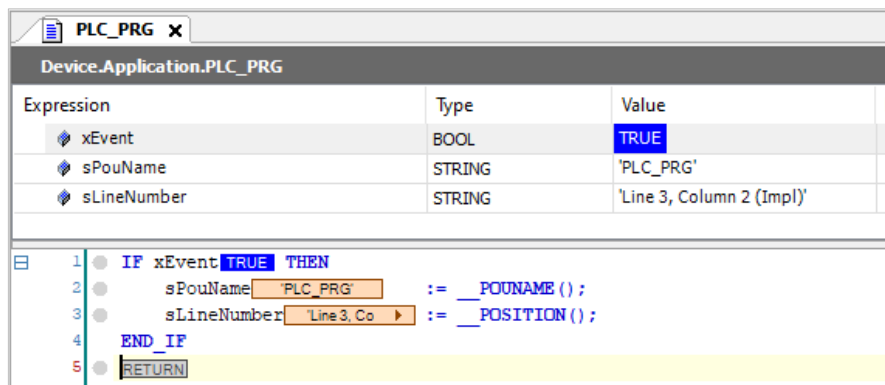 PLC_PRG
Device.Application.PLC_PRG
Expression Type Value
xEvent BOOL TRUE
sPouName STRING 'PLC_PRG'
sLineNumber STRING 'Line 3, Column 2 (Impl)'
1 IF xEvent TRUE THEN
2 sPouName 'PLC_PRG' := __POUNAME();
3 sLineNumber 'Line 3, Co := __POSITION();
4 END_IF
5 RETURN